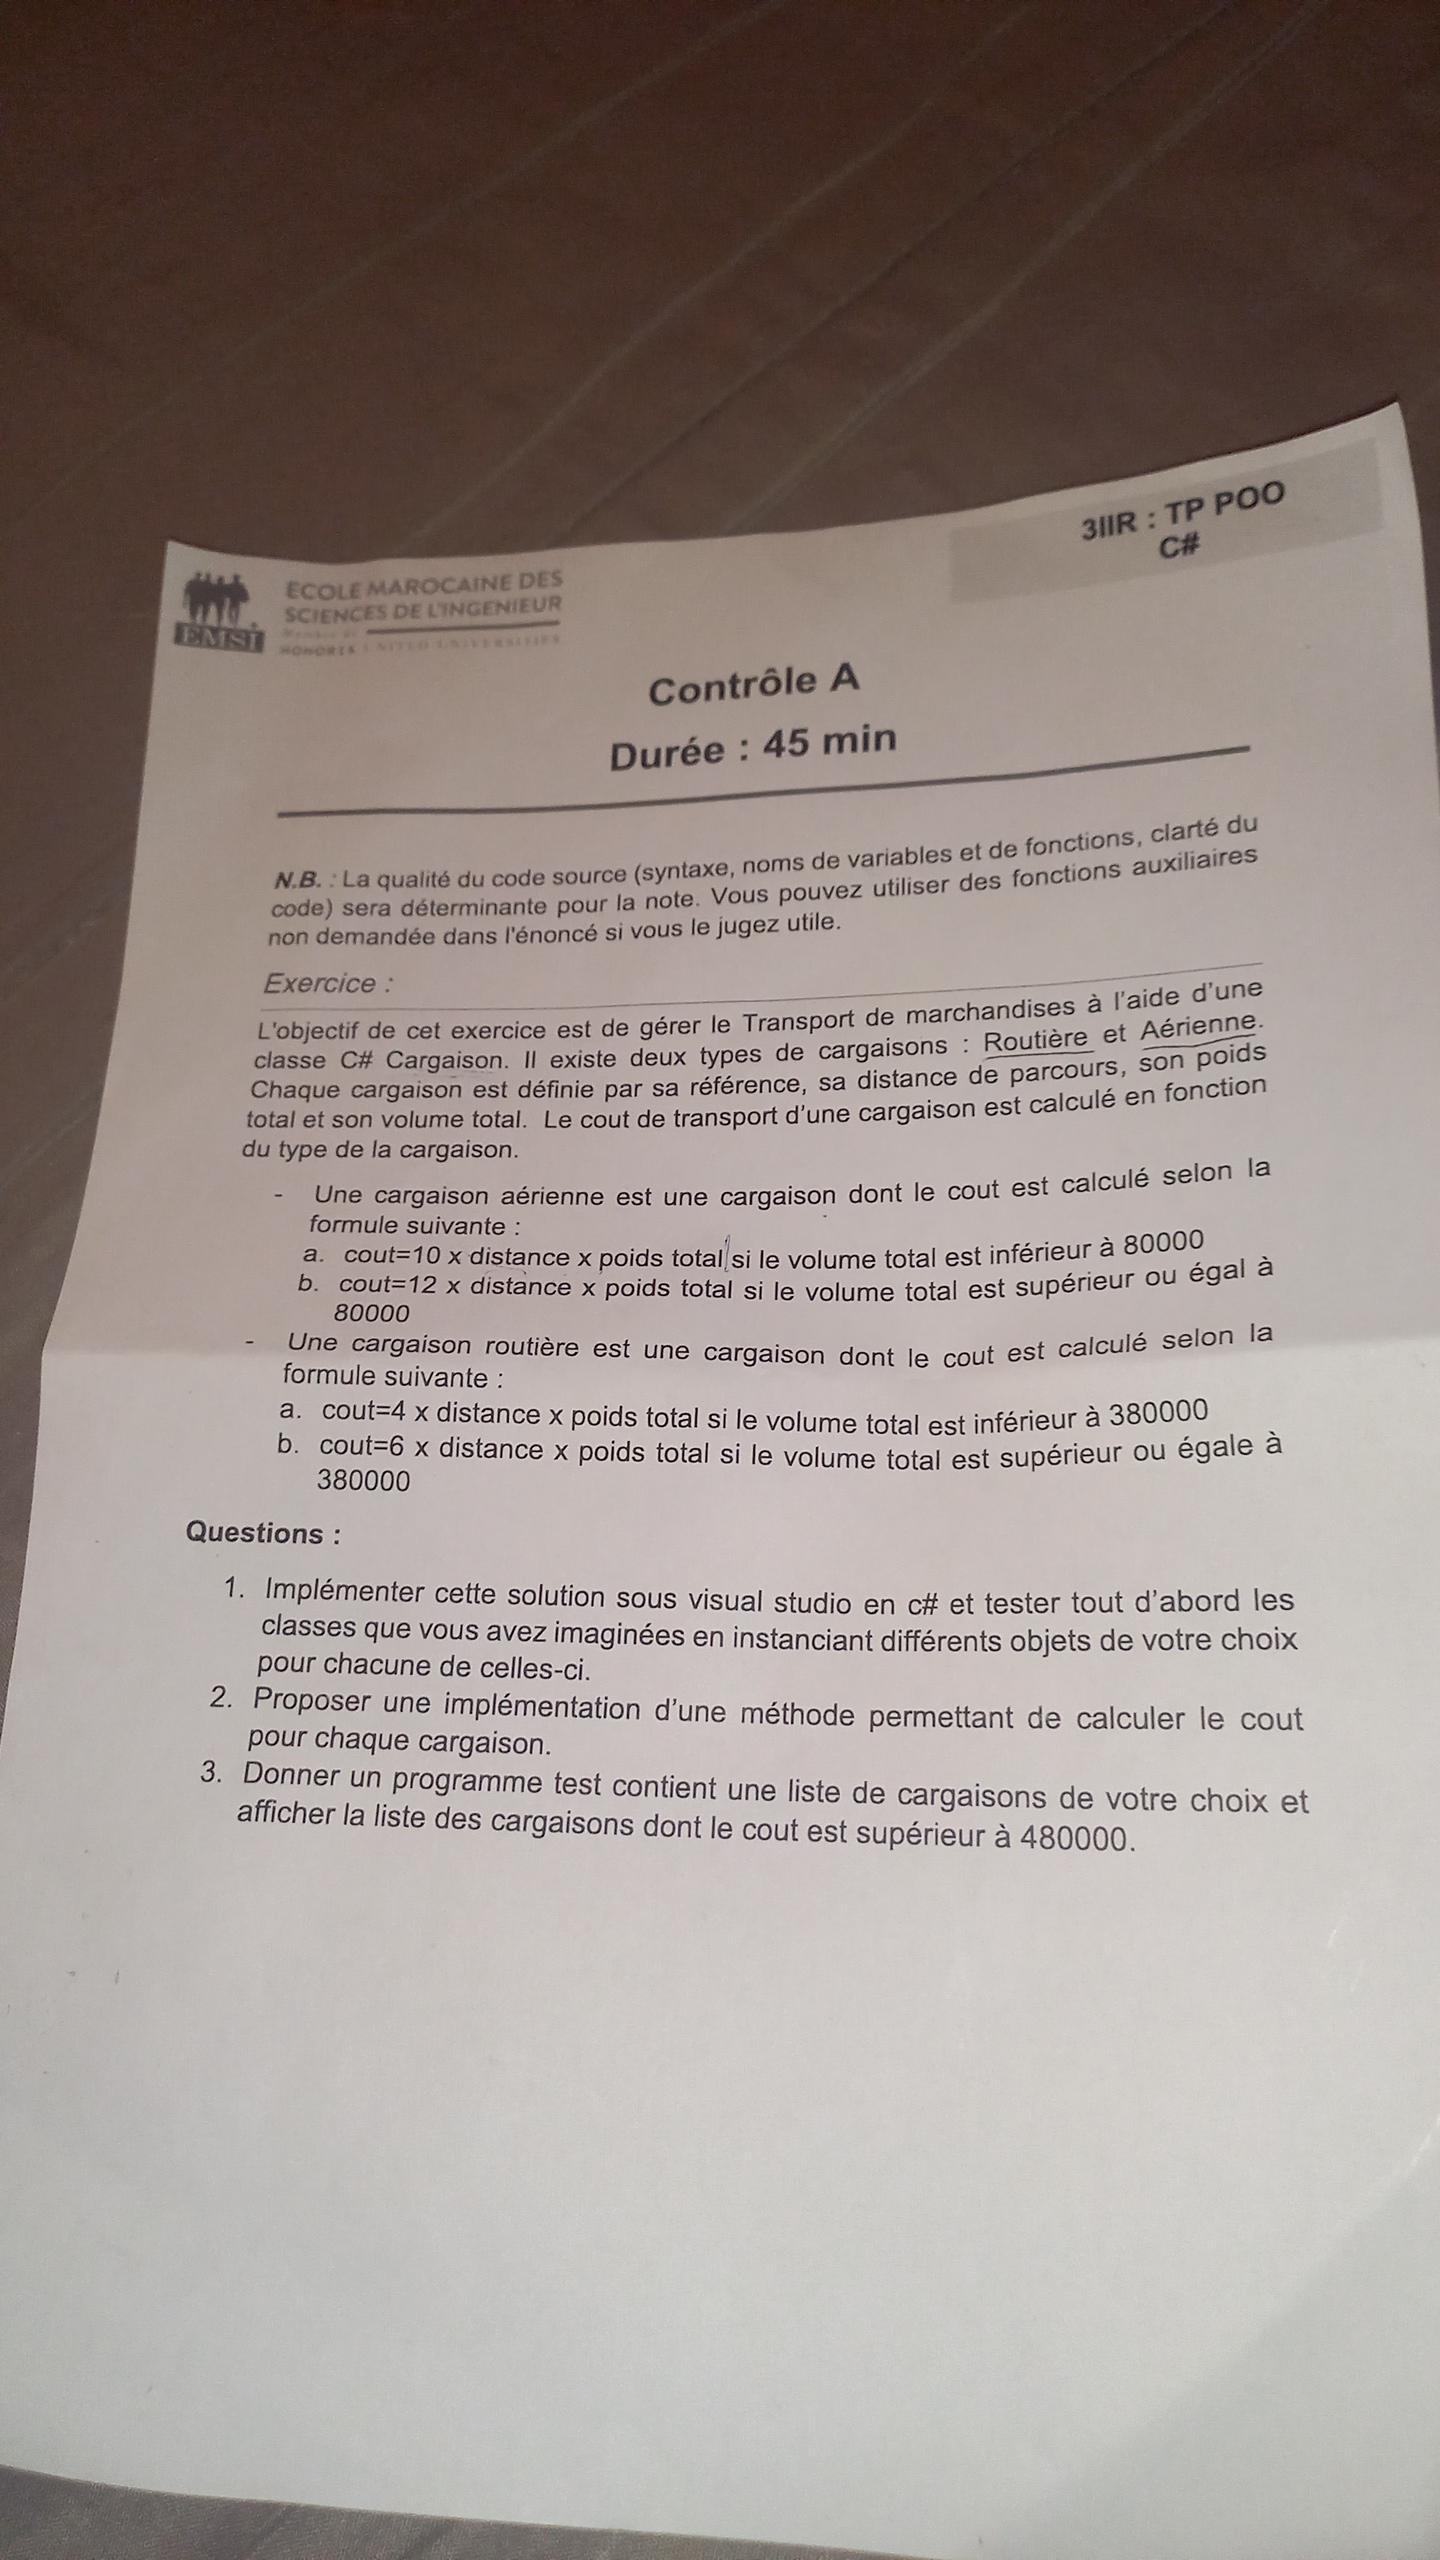 3IIR : TP POO
C#
ECOLE MAROCAINE DES
SCIENCES DE L'INGENIEUR
EMSI
HONORIS UNITED UNIVERSITIES
Contrôle A
Durée : 45 min
N.B. : La qualité du code source (syntaxe, noms de variables et de fonctions, clarté du
code) sera déterminante pour la note. Vous pouvez utiliser des fonctions auxiliaires
non demandée dans l'énoncé si vous le jugez utile.
Exercice :
L'objectif de cet exercice est de gérer le Transport de marchandises à l'aide d'une
classe C# Cargaison. Il existe deux types de cargaisons : Routière et Aérienne.
Chaque cargaison est définie par sa référence, sa distance de parcours, son poids
total et son volume total. Le cout de transport d'une cargaison est calculé en fonction
du type de la cargaison.
- Une cargaison aérienne est une cargaison dont le cout est calculé selon la
formule suivante :
a. cout=10 x distance x poids total si le volume total est inférieur à 80000
b. cout=12 x distance x poids total si le volume total est supérieur ou égal à
80000
- Une cargaison routière est une cargaison dont le cout est calculé selon la
formule suivante :
a. cout=4 x distance x poids total si le volume total est inférieur à 380000
b. cout=6 x distance x poids total si le volume total est supérieur ou égale à
380000
Questions :
1. Implémenter cette solution sous visual studio en c# et tester tout d'abord les
classes que vous avez imaginées en instanciant différents objets de votre choix
pour chacune de celles-ci.
2. Proposer une implémentation d'une méthode permettant de calculer le cout
pour chaque cargaison.
3. Donner un programme test contient une liste de cargaisons de votre choix et
afficher la liste des cargaisons dont le cout est supérieur à 480000.